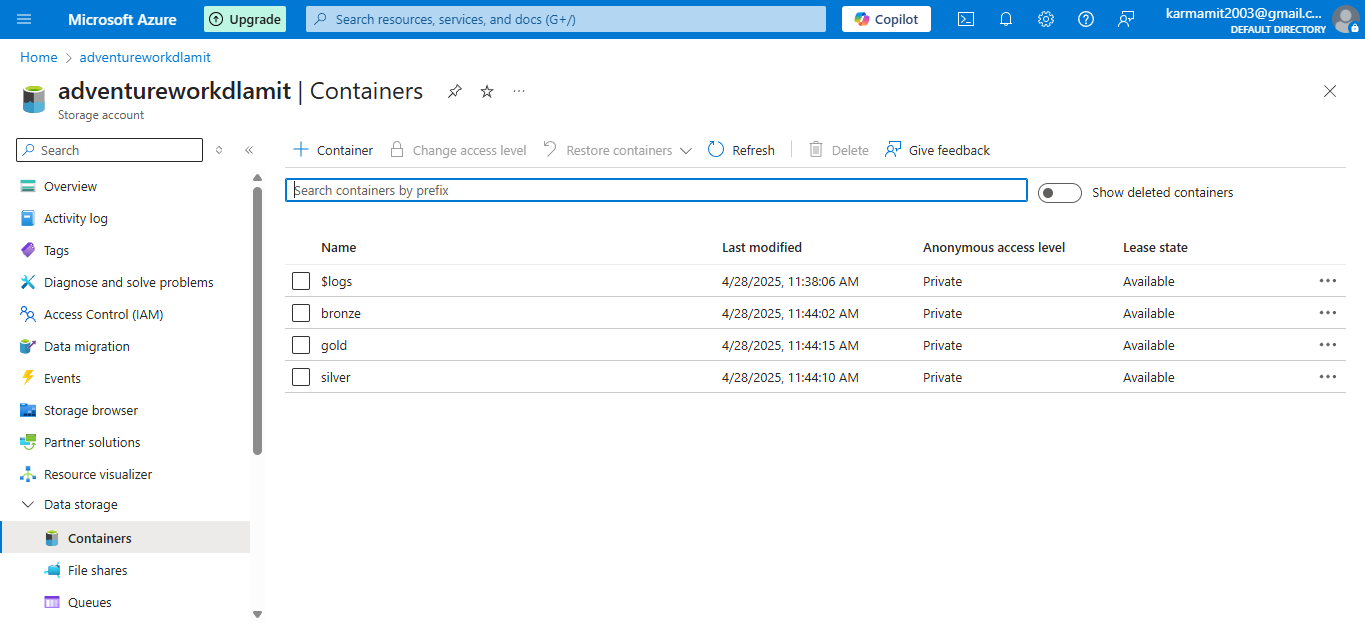 Microsoft Azure
Upgrade
Search resources, services, and docs (G+/)
Copilot
karmamit2003@gmail.c...
DEFAULT DIRECTORY
Home > adventureworkdlamit
adventureworkdlamit | Containers
Storage account
Search
Overview
Activity log
Tags
Diagnose and solve problems
Access Control (IAM)
Data migration
Events
Storage browser
Partner solutions
Resource visualizer
Data storage
Containers
File shares
Queues
Container Change access level Restore containers Refresh Delete Give feedback
Search containers by prefix
Show deleted containers
Name Last modified Anonymous access level Lease state
$logs 4/28/2025, 11:38:06 AM Private Available
bronze 4/28/2025, 11:44:02 AM Private Available
gold 4/28/2025, 11:44:15 AM Private Available
silver 4/28/2025, 11:44:10 AM Private Available